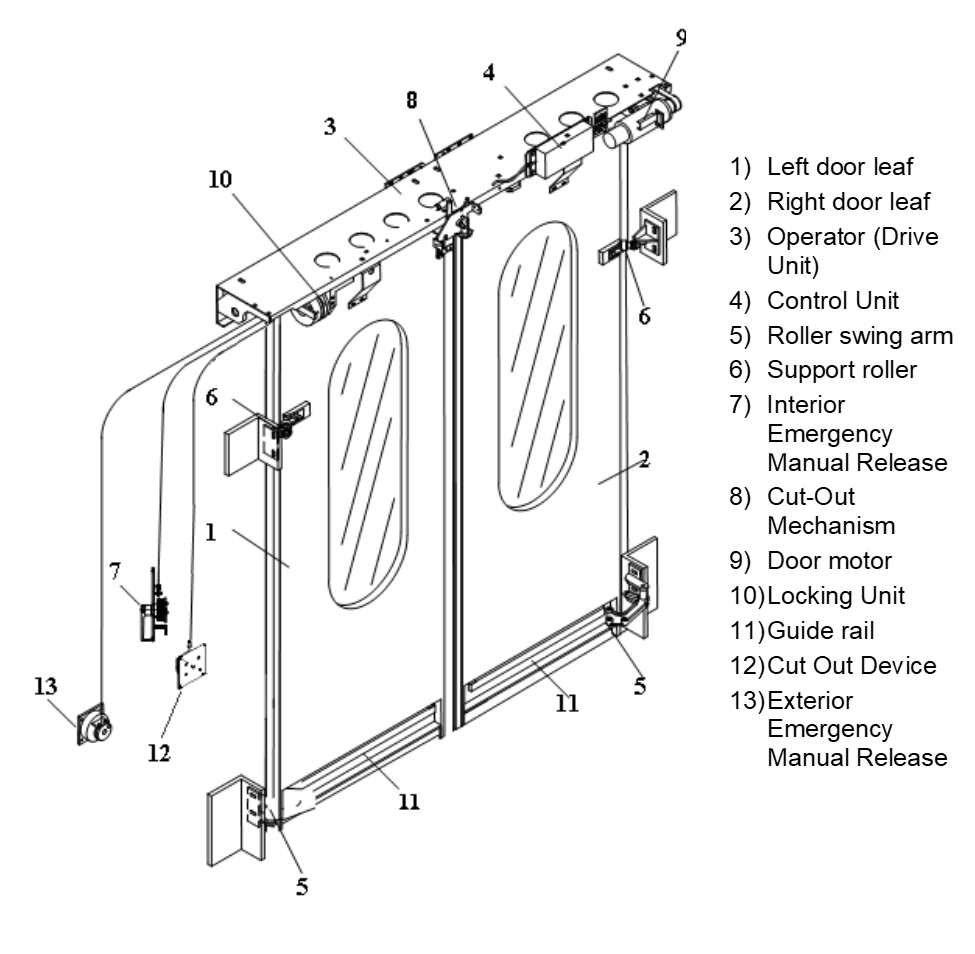 9
4
8
3
10
6
6
2
1
7
13
12
5
11
11
5
1) Left door leaf
2) Right door leaf
3) Operator (Drive
Unit)
4) Control Unit
5) Roller swing arm
6) Support roller
7) Interior
Emergency
Manual Release
8) Cut-Out
Mechanism
9) Door motor
10)Locking Unit
11)Guide rail
12)Cut Out Device
13)Exterior
Emergency
Manual Release